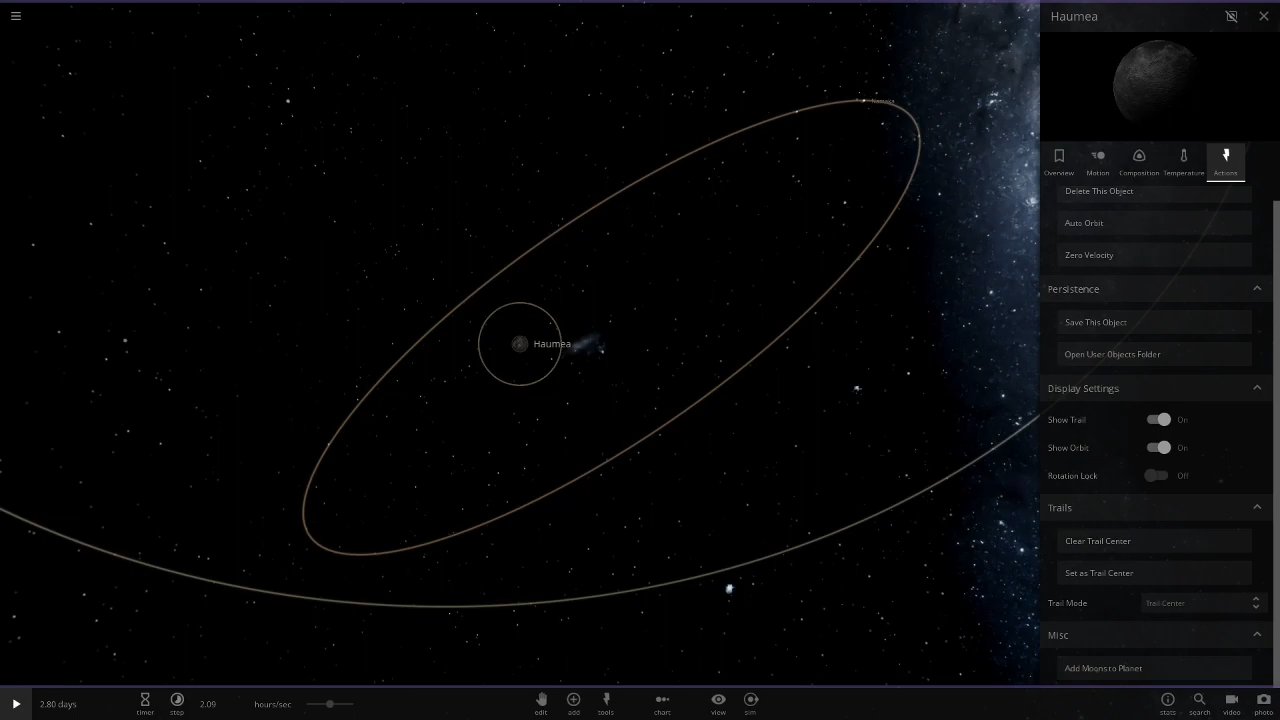 Haumea
Namaka
Haumea
Overview Motion Composition Temperature Actions
Delete This Object
Auto Orbit
Zero Velocity
Persistence
Save This Object
Open User Objects Folder
Display Settings
Show Trail On
Show Orbit On
Rotation Lock Off
Trails
Clear Trail Center
Set as Trail Center
Trail Mode Trail Center
Misc
Add Moons to Planet
2.80 days timer step 2.09 hours/sec edit add tools chart view sim stats search video photo